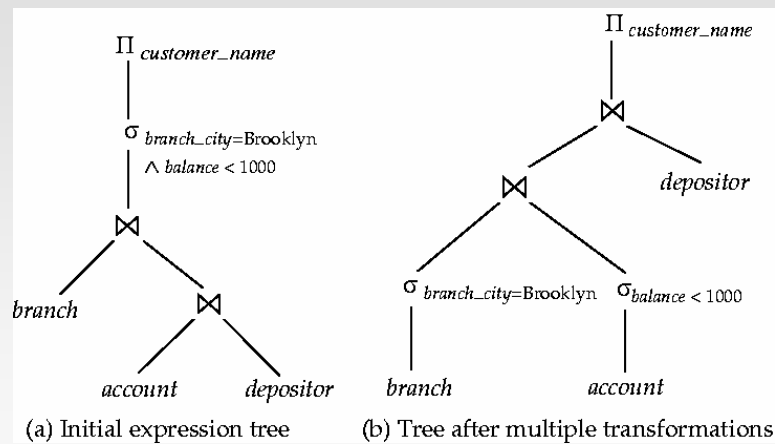 Π customer_name
σ branch_city=Brooklyn
∧ balance < 1000
⋈
branch
⋈
account depositor
(a) Initial expression tree
Π customer_name
⋈
⋈ depositor
σ branch_city=Brooklyn σ balance < 1000
branch account
(b) Tree after multiple transformations